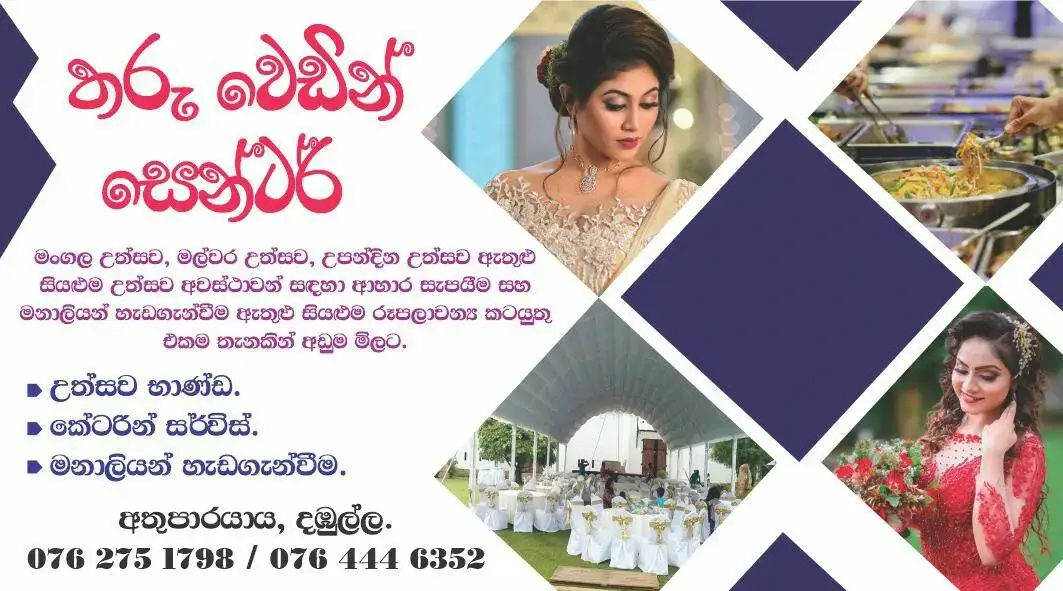 තරු වෙඩින්
සෙන්ටර්
මංගල උත්සව, මල්වර උත්සව, උපන්දින උත්සව ඇතුළු
සියළුම උත්සව අවස්ථාවන් සඳහා ආහාර සැපයීම සහ
මනාලියන් හැඩගැන්වීම ඇතුළු සියළුම රූපලාවන්‍ය කටයුතු
එකම තැනකින් අඩුම මිලට.
උත්සව භාණ්ඩ.
කේටරින් සර්විස්.
මනාලියන් හැඩගැන්වීම.
අතුපාරයාය, දඹුල්ල.
076 275 1798 / 076 444 6352